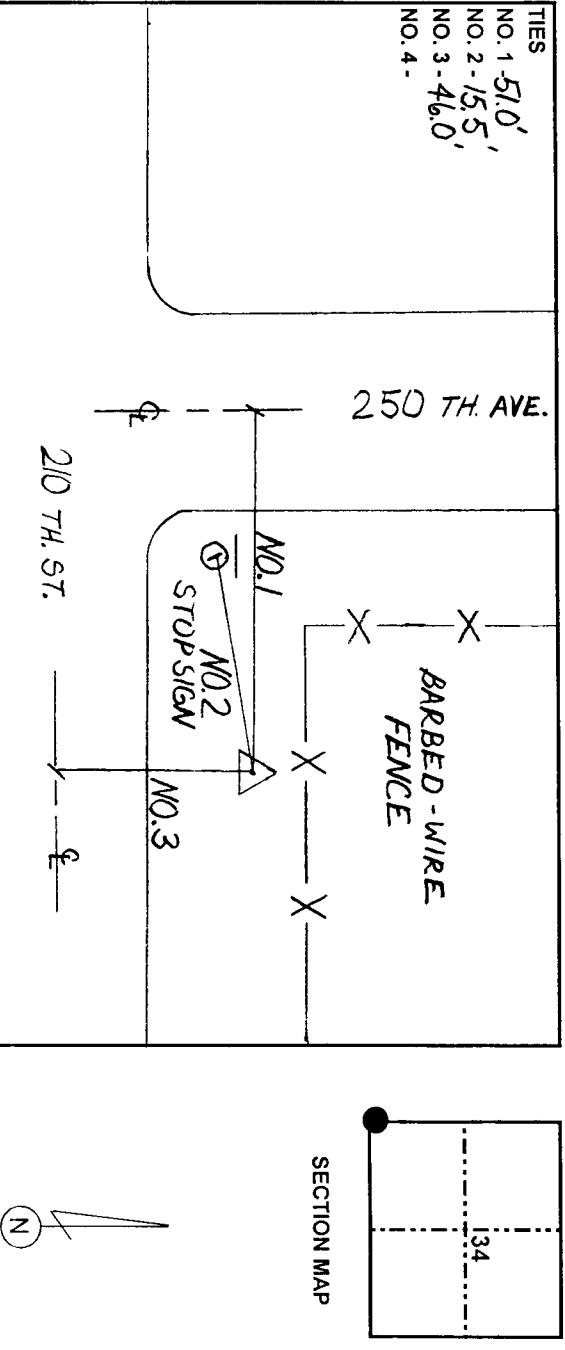 TIES
NO. 1 - 51.0'
NO. 2 - 15.5'
NO. 3 - 46.0'
NO. 4 -
250 TH. AVE.
BARBED-WIRE
FENCE
NO. 1
NO. 2
STOP SIGN
NO. 3
℄
210 TH. ST.
℄
34
SECTION MAP
N